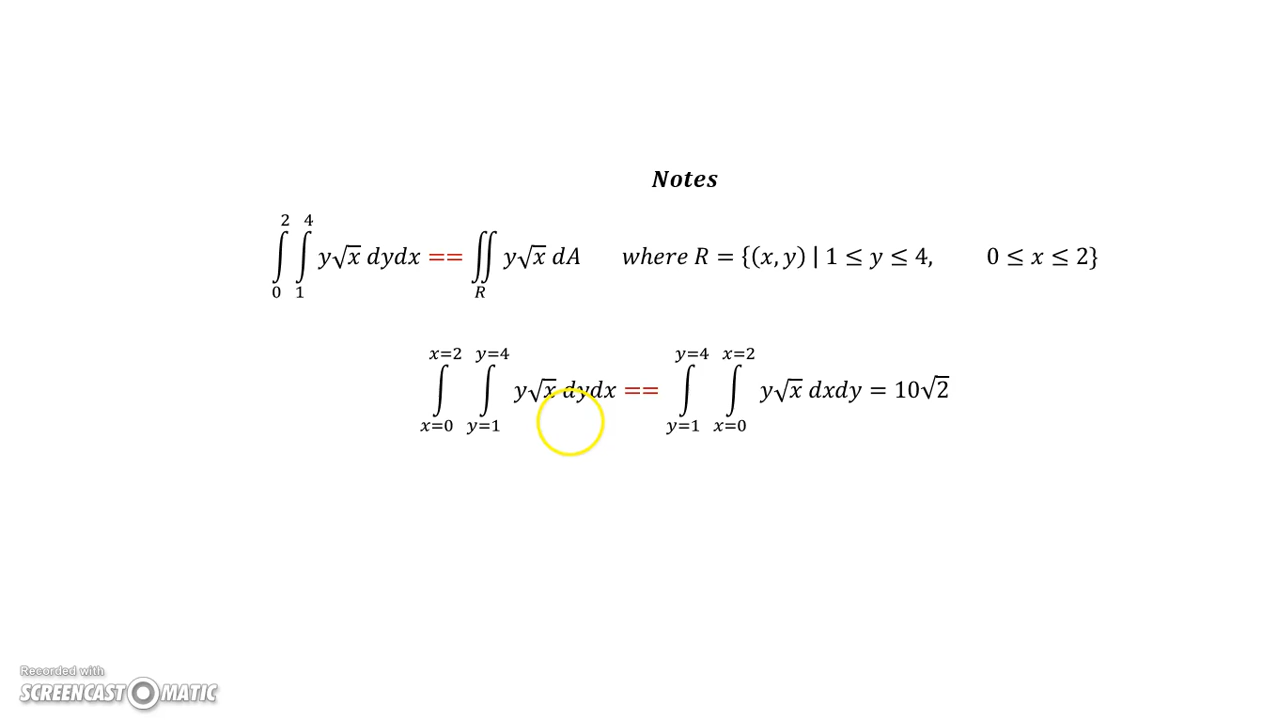 Notes
∫₀² ∫₁⁴ y√x dydx == ∬_R y√x dA where R = {(x, y) | 1 ≤ y ≤ 4, 0 ≤ x ≤ 2}
∫_{x=0}^{x=2} ∫_{y=1}^{y=4} y√x dydx == ∫_{y=1}^{y=4} ∫_{x=0}^{x=2} y√x dxdy = 10√2
Recorded with
SCREENCAST MATIC